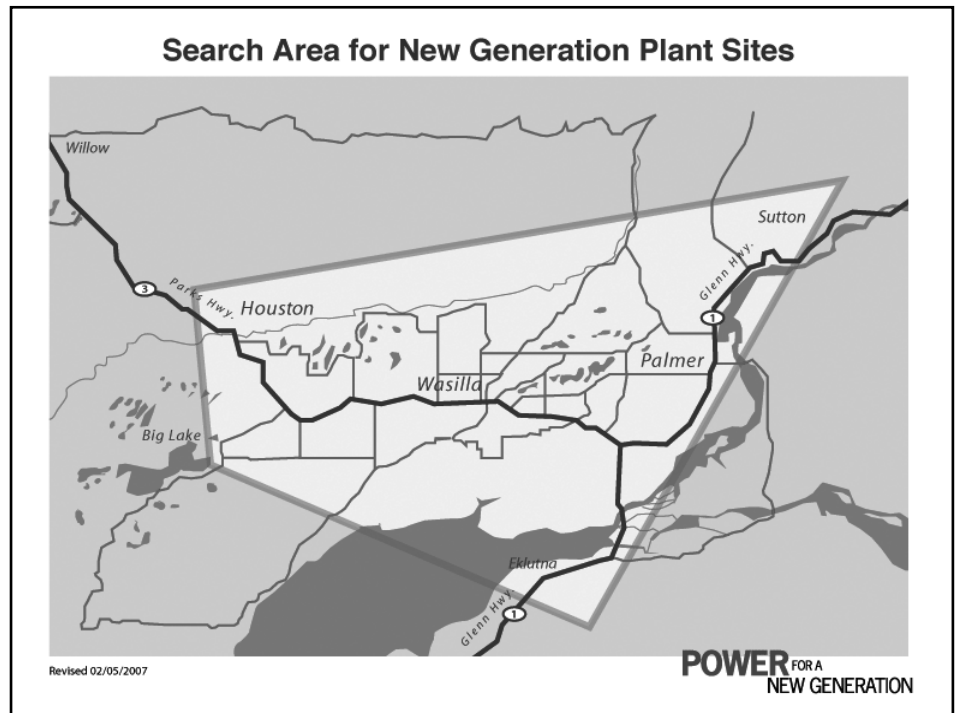 Search Area for New Generation Plant Sites
Willow
Sutton
Glenn Hwy.
3
Parks Hwy.
Houston
1
Palmer
Wasilla
Big Lake
Eklutna
Glenn Hwy.
1
Revised 02/05/2007
POWER FOR A
NEW GENERATION